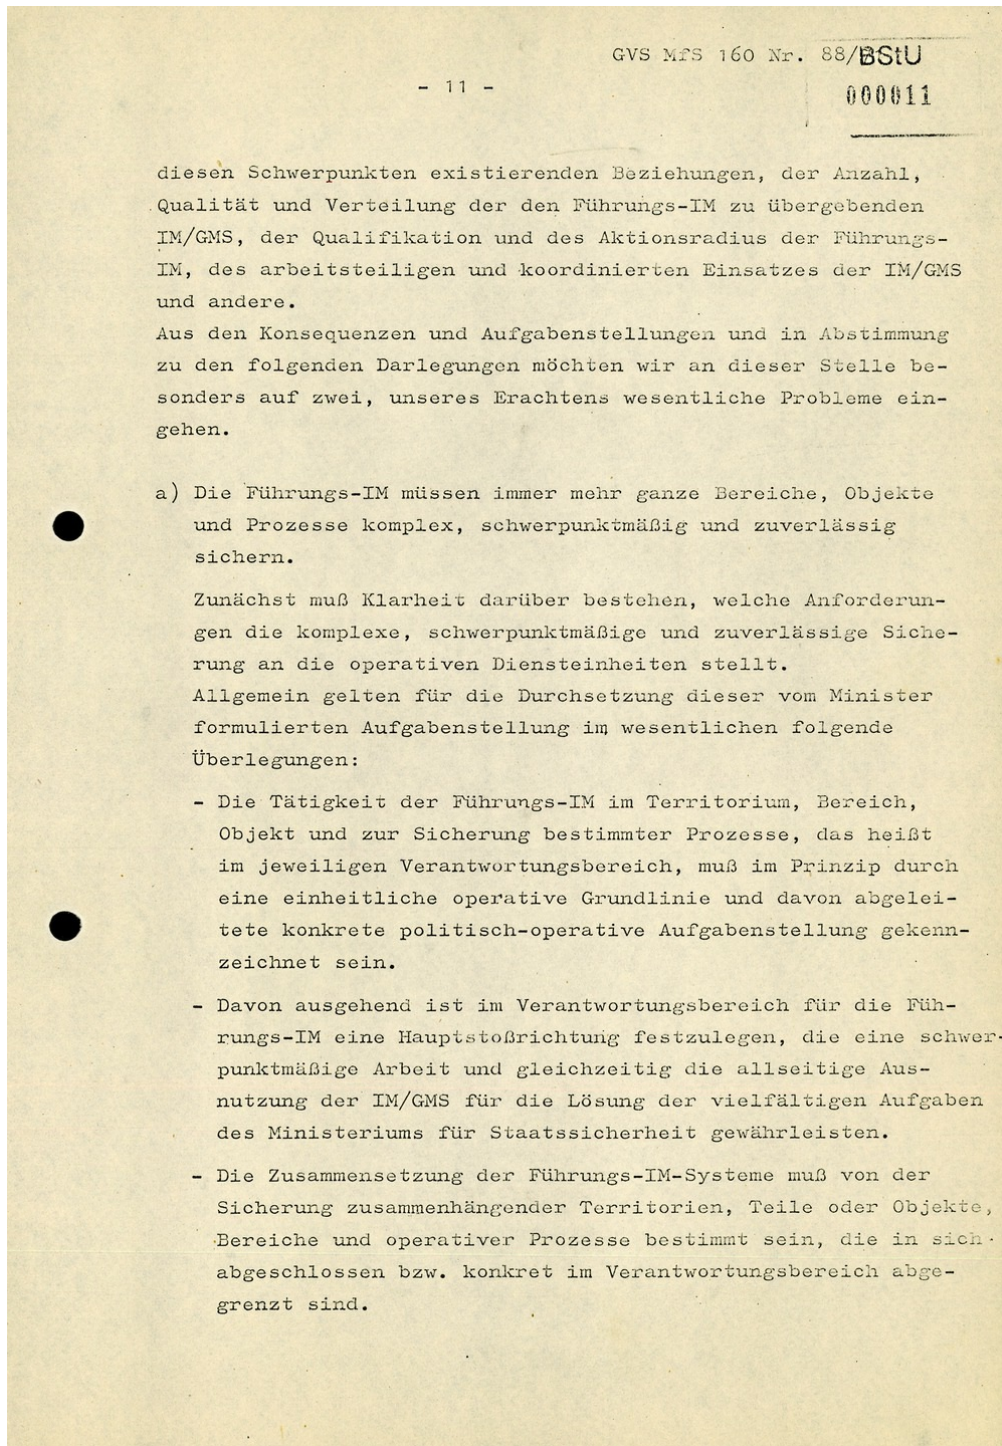 GVS MfS 160 Nr. 88/
BStU
- 11 -
000011
diesen Schwerpunkten existierenden Beziehungen, der Anzahl,
Qualität und Verteilung der den Führungs-IM zu übergebenden
IM/GMS, der Qualifikation und des Aktionsradius der Führungs-
IM, des arbeitsteiligen und koordinierten Einsatzes der IM/GMS
und andere.
Aus den Konsequenzen und Aufgabenstellungen und in Abstimmung
zu den folgenden Darlegungen möchten wir an dieser Stelle be-
sonders auf zwei, unseres Erachtens wesentliche Probleme ein-
gehen.
a) Die Führungs-IM müssen immer mehr ganze Bereiche, Objekte
und Prozesse komplex, schwerpunktmäßig und zuverlässig
sichern.
Zunächst muß Klarheit darüber bestehen, welche Anforderun-
gen die komplexe, schwerpunktmäßige und zuverlässige Siche-
rung an die operativen Diensteinheiten stellt.
Allgemein gelten für die Durchsetzung dieser vom Minister
formulierten Aufgabenstellung im wesentlichen folgende
Überlegungen:
- Die Tätigkeit der Führungs-IM im Territorium, Bereich,
Objekt und zur Sicherung bestimmter Prozesse, das heißt
im jeweiligen Verantwortungsbereich, muß im Prinzip durch
eine einheitliche operative Grundlinie und davon abgelei-
tete konkrete politisch-operative Aufgabenstellung gekenn-
zeichnet sein.
- Davon ausgehend ist im Verantwortungsbereich für die Füh-
rungs-IM eine Hauptstoßrichtung festzulegen, die eine schwer-
punktmäßige Arbeit und gleichzeitig die allseitige Aus-
nutzung der IM/GMS für die Lösung der vielfältigen Aufgaben
des Ministeriums für Staatssicherheit gewährleisten.
- Die Zusammensetzung der Führungs-IM-Systeme muß von der
Sicherung zusammenhängender Territorien, Teile oder Objekte,
Bereiche und operativer Prozesse bestimmt sein, die in sich
abgeschlossen bzw. konkret im Verantwortungsbereich abge-
grenzt sind.